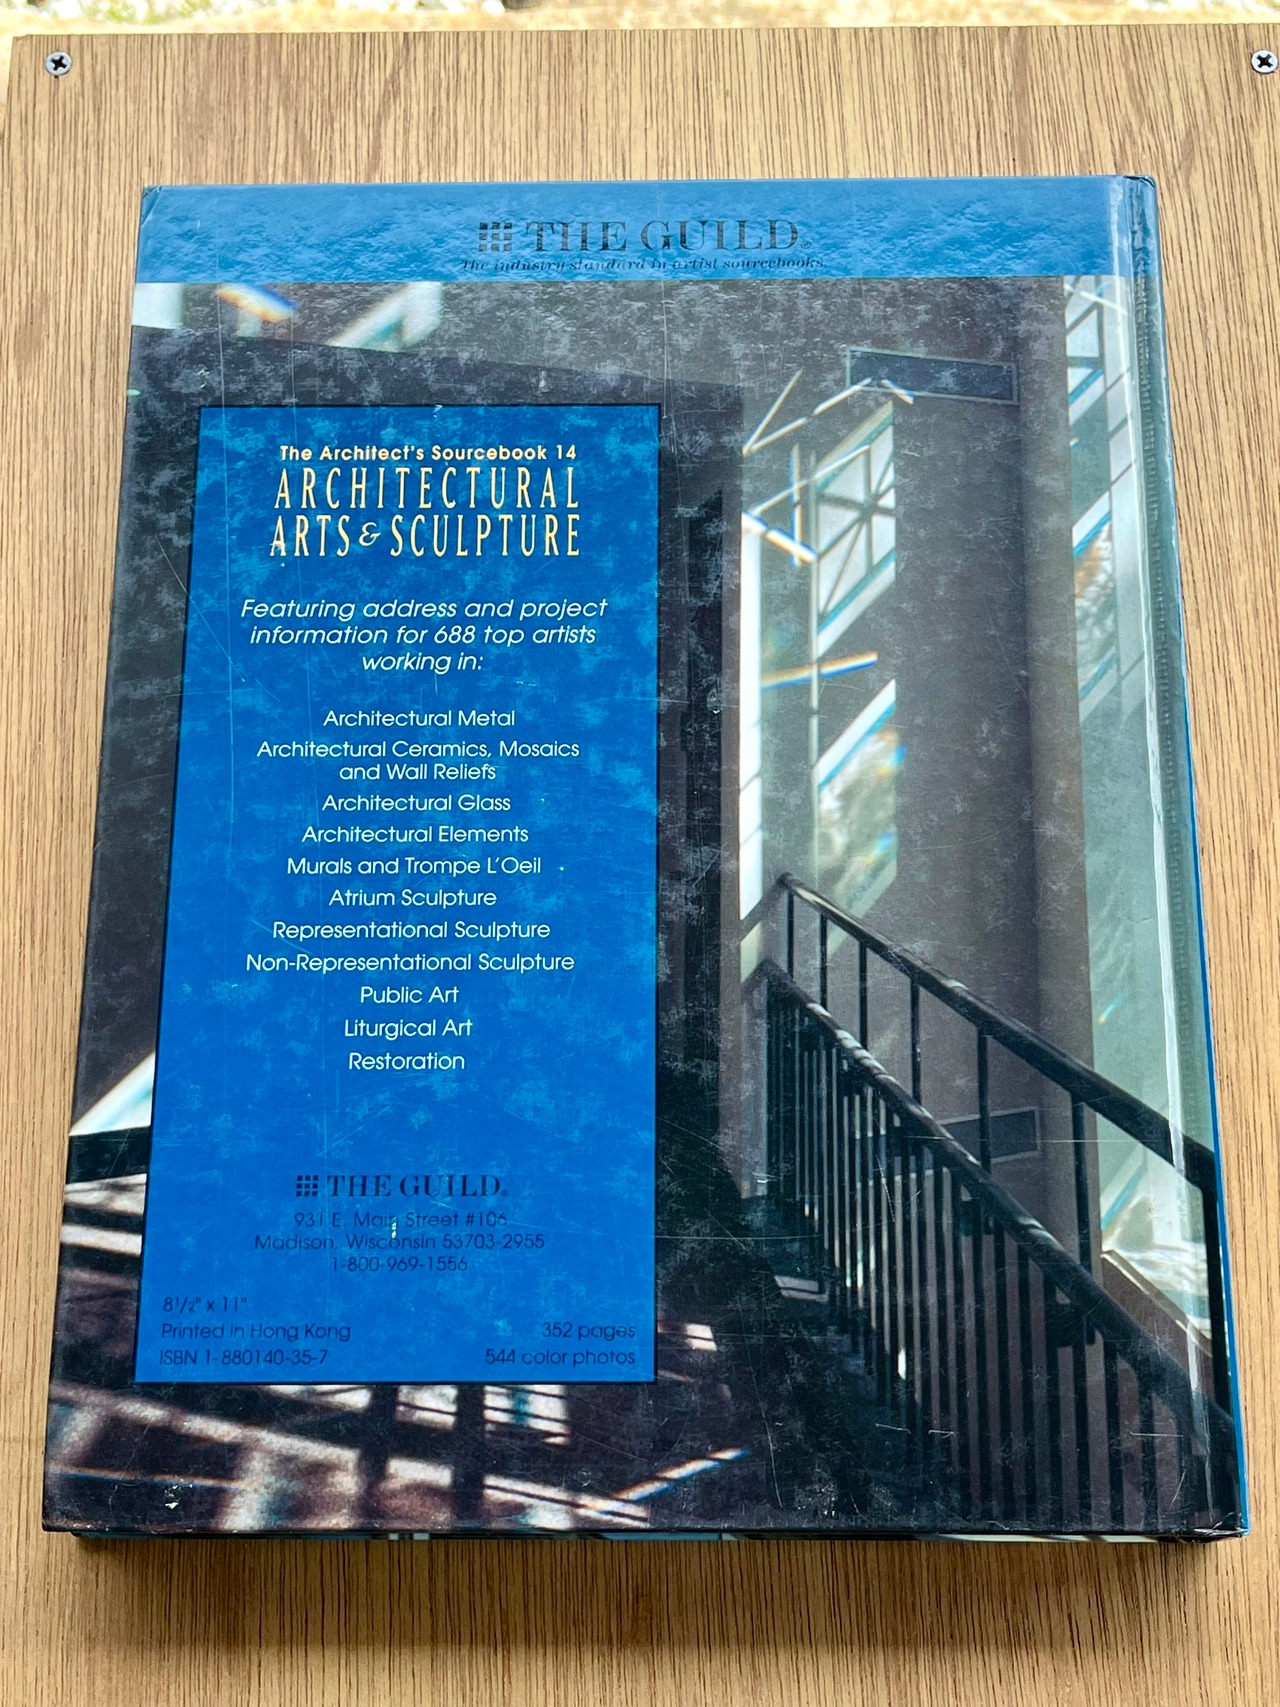 THE GUILD®
The industry standard in artist sourcebooks.
The Architect's Sourcebook 14
ARCHITECTURAL
ARTS & SCULPTURE
Featuring address and project
information for 688 top artists
working in:
Architectural Metal
Architectural Ceramics, Mosaics
and Wall Reliefs
Architectural Glass
Architectural Elements
Murals and Trompe L'Oeil
Atrium Sculpture
Representational Sculpture
Non-Representational Sculpture
Public Art
Liturgical Art
Restoration
THE GUILD®
931 E. Main Street #106
Madison, Wisconsin 53703-2955
1-800-969-1556
8½" x 11"
Printed in Hong Kong 352 pages
ISBN 1-880140-35-7 544 color photos